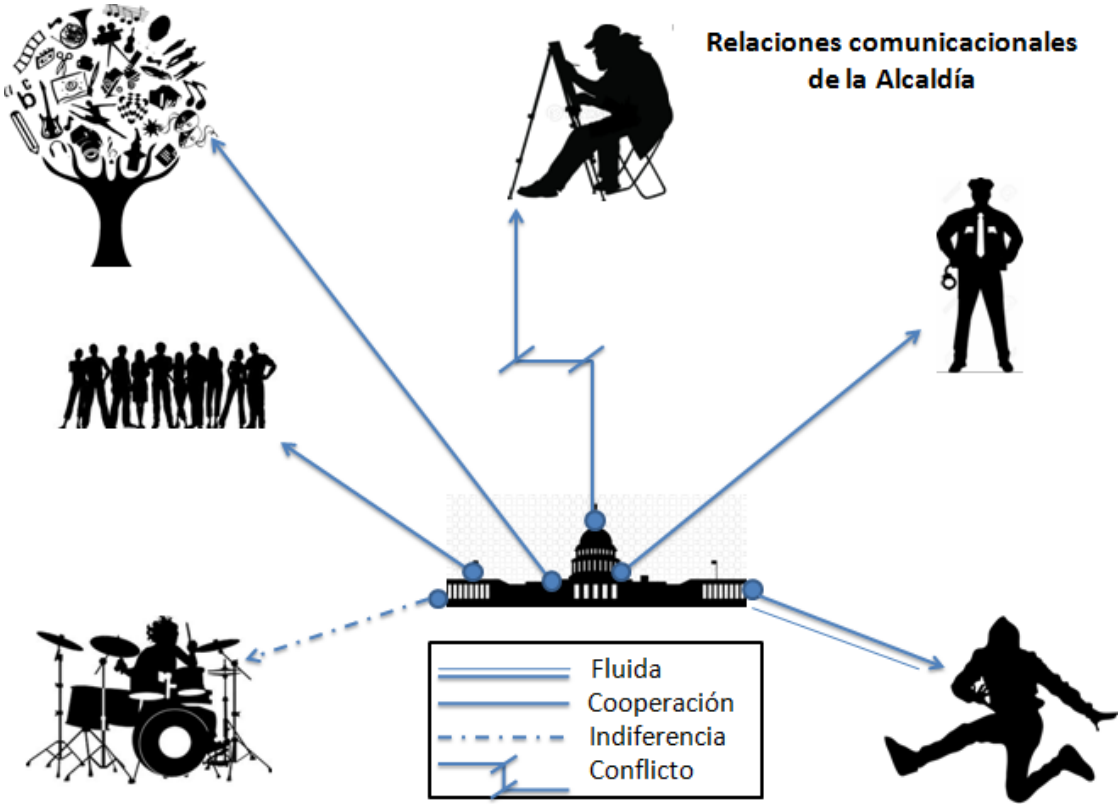 Relaciones comunicacionales
de la Alcaldía
Fluida
Cooperación
Indiferencia
Conflicto